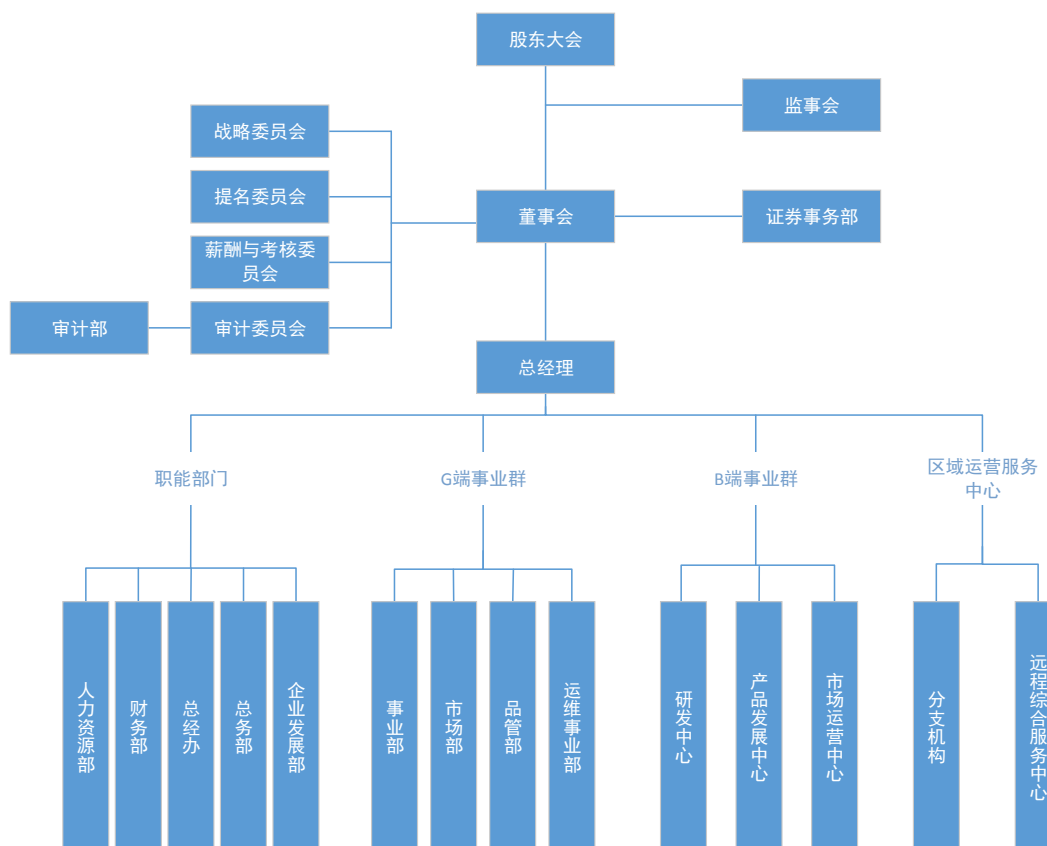 股东大会
监事会
战略委员会
提名委员会
董事会
证券事务部
薪酬与考核委
员会
审计部
审计委员会
总经理
职能部门
G端事业群
B端事业群
区域运营服务
中心
人力资源部
财务部
总经办
总务部
企业发展部
事业部
市场部
品管部
运维事业部
研发中心
产品发展中心
市场运营中心
分支机构
远程综合服务中心